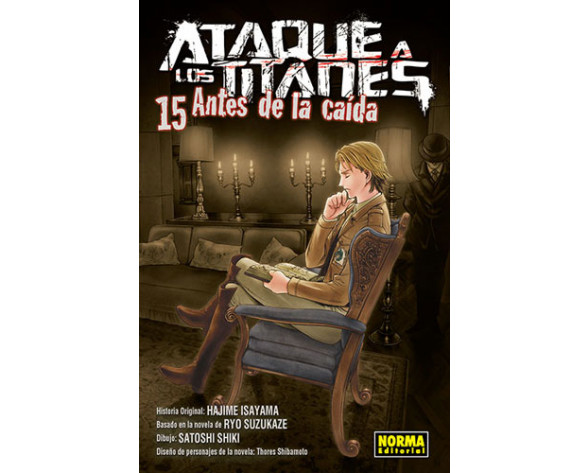 ATAQUE A
LOS TITANES
15 Antes de la caída
Historia Original: HAJIME ISAYAMA
Basado en la novela de RYO SUZUKAZE
Dibujo: SATOSHI SHIKI
Diseño de personajes de la novela: Thores Shibamoto
NORMA
Editorial